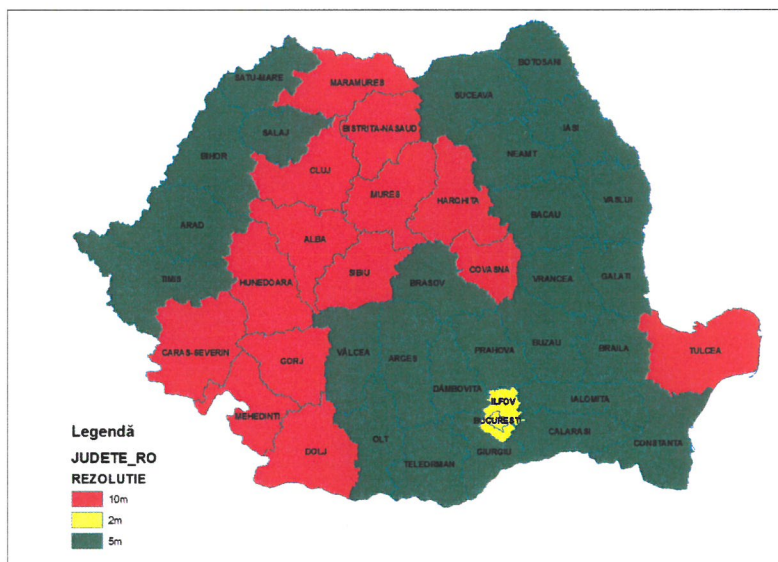 BOTOSANI
SATU-MARE
MARAMURES
SUCEAVA
BISTRITA-NASAUD
IASI
SALAJ
NEAMT
BIHOR
CLUJ
MURES
HARGHITA
VASLUI
BACAU
ARAD
ALBA
COVASNA
SIBIU
TIMIS
HUNEDOARA
BRASOV
VRANCEA
GALATI
CARAS-SEVERIN
GORJ
VÂLCEA
ARGES
PRAHOVA
BUZAU
BRAILA
TULCEA
DÂMBOVITA
ILFOV
IALOMITA
MEHEDINTI
BUCURESTI
CALARASI
CONSTANTA
OLT
DOLJ
GIURGIU
TELEORMAN
Legendă
JUDETE_RO
REZOLUTIE
10m
2m
5m